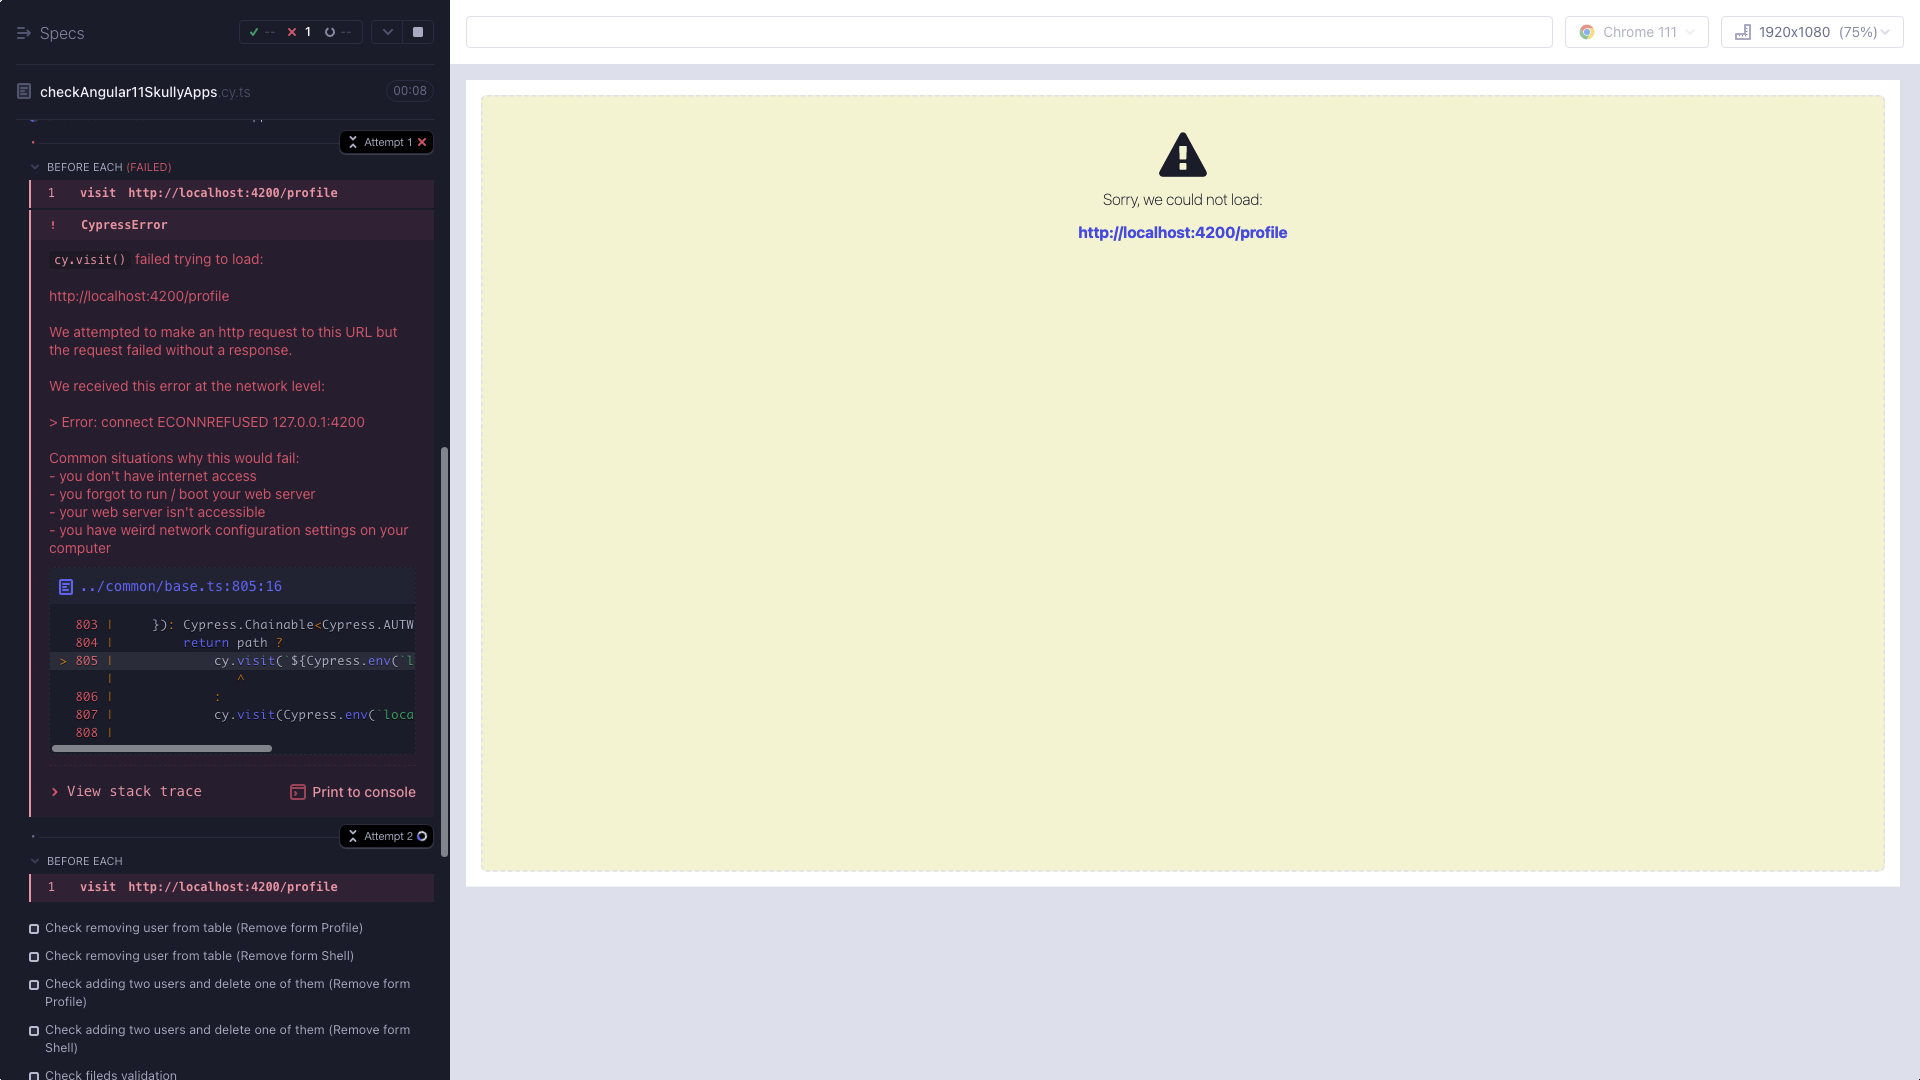 Specs
-- 1 --
checkAngular11SkullyApps.cy.ts
00:08
Attempt 1
BEFORE EACH (FAILED)
1 visit http://localhost:4200/profile
! CypressError
cy.visit() failed trying to load:
http://localhost:4200/profile
We attempted to make an http request to this URL but
the request failed without a response.
We received this error at the network level:
> Error: connect ECONNREFUSED 127.0.0.1:4200
Common situations why this would fail:
- you don't have internet access
- you forgot to run / boot your web server
- your web server isn't accessible
- you have weird network configuration settings on your
computer
../common/base.ts:805:16
803 | }): Cypress.Chainable<Cypress.AUTW
804 | return path ?
> 805 | cy.visit(`${Cypress.env(`l
| ^
806 | :
807 | cy.visit(Cypress.env(`loca
808 |
View stack trace
Print to console
Attempt 2
BEFORE EACH
1 visit http://localhost:4200/profile
Check removing user from table (Remove form Profile)
Check removing user from table (Remove form Shell)
Check adding two users and delete one of them (Remove form
Profile)
Check adding two users and delete one of them (Remove form
Shell)
Check fileds validation
Chrome 111
1920x1080 (75%)
Sorry, we could not load:
http://localhost:4200/profile